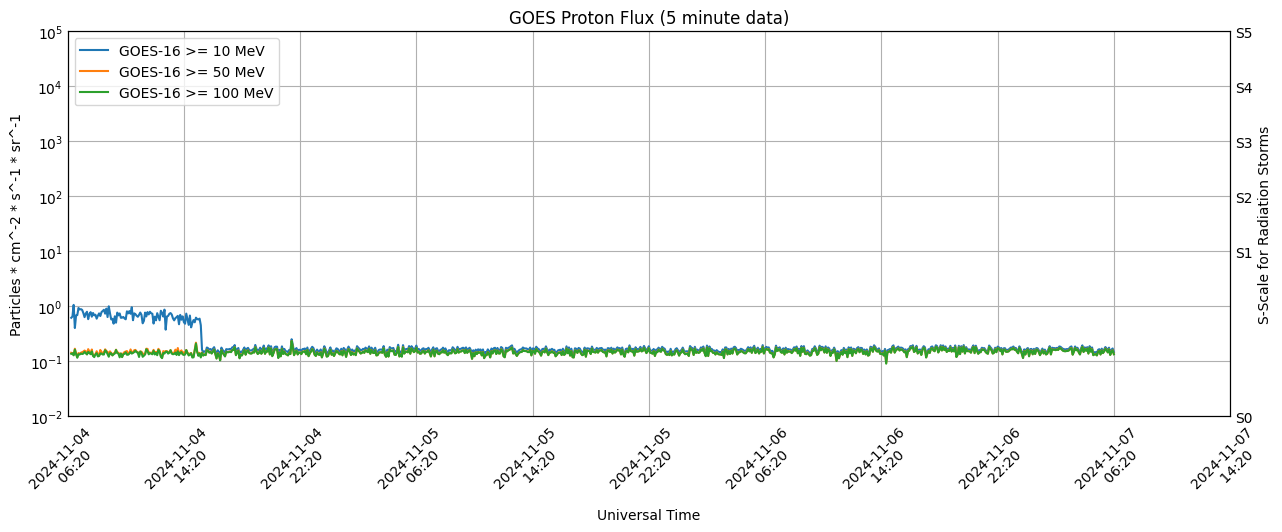 GOES Proton Flux (5 minute data)
GOES-16 >= 10 MeV
GOES-16 >= 50 MeV
GOES-16 >= 100 MeV
Particles * cm^-2 * s^-1 * sr^-1
10^5
10^4
10^3
10^2
10^1
10^0
10^-1
10^-2
S5
S4
S3
S2
S1
S0
S-Scale for Radiation Storms
2024-11-04
06:20
2024-11-04
14:20
2024-11-04
22:20
2024-11-05
06:20
2024-11-05
14:20
2024-11-05
22:20
2024-11-06
06:20
2024-11-06
14:20
2024-11-06
22:20
2024-11-07
06:20
2024-11-07
14:20
Universal Time